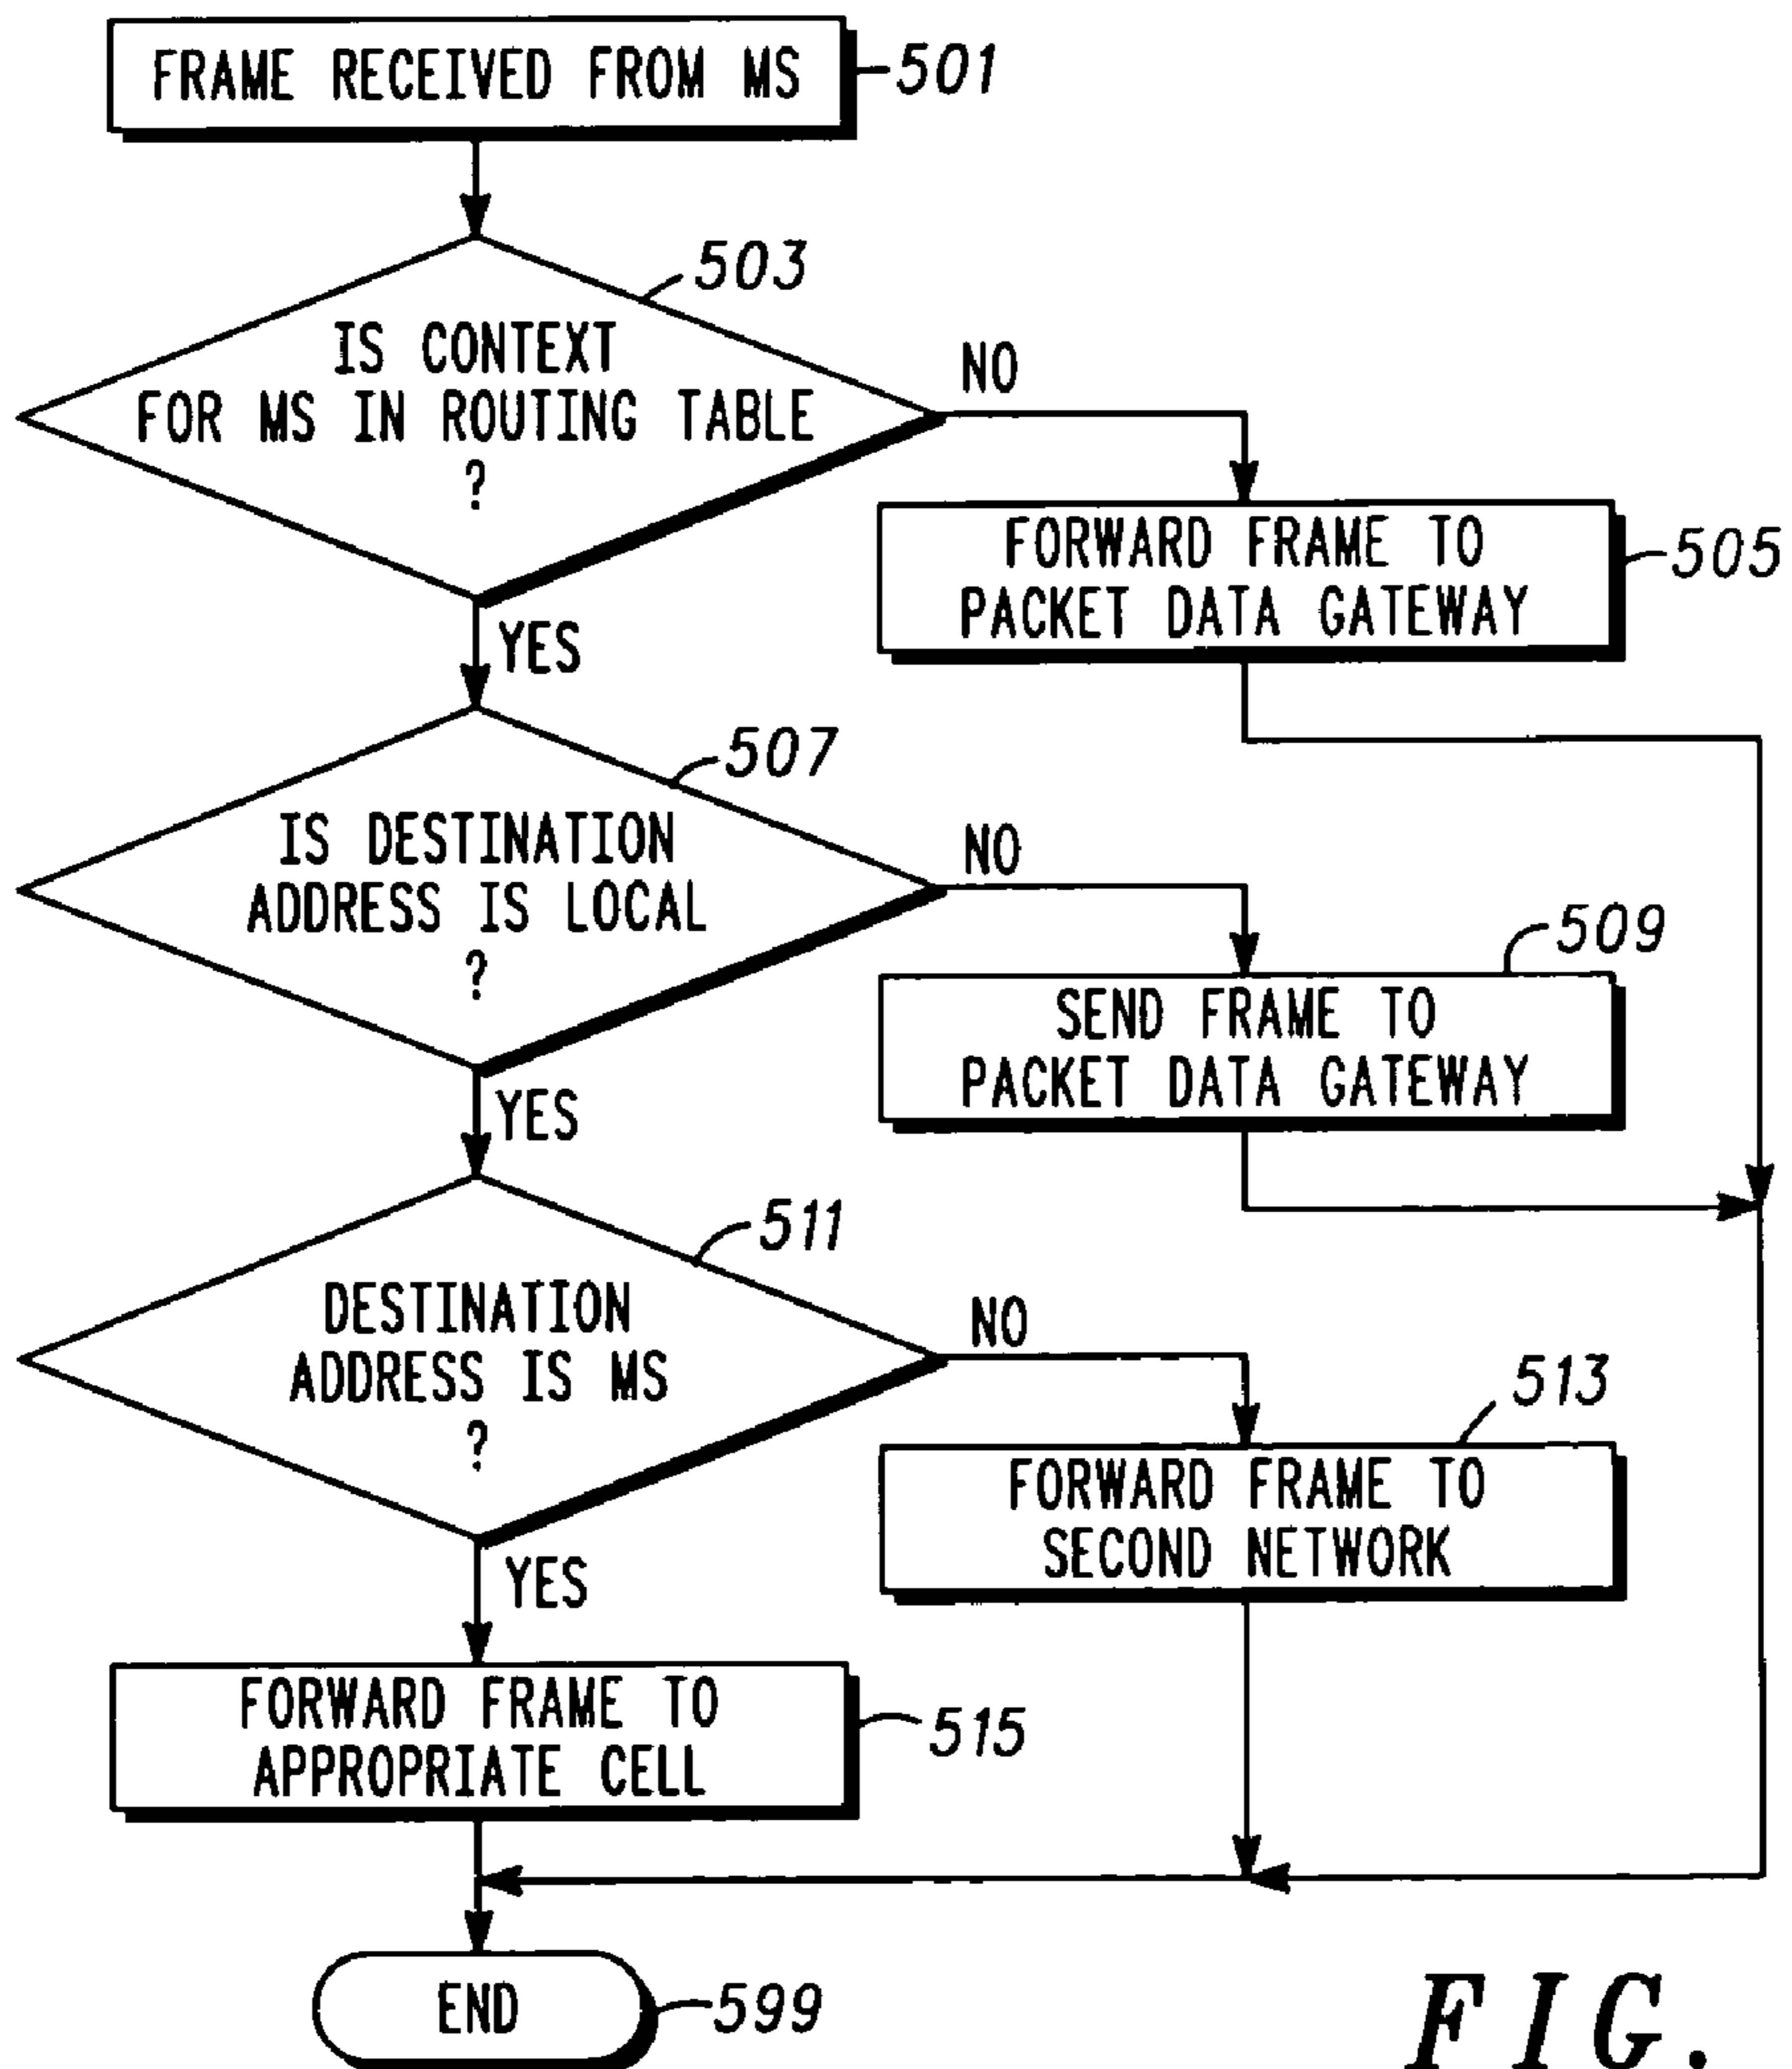 FRAME RECEIVED FROM MS
501
503
IS CONTEXT
FOR MS IN ROUTING TABLE
?
NO
FORWARD FRAME TO
PACKET DATA GATEWAY
505
YES
507
IS DESTINATION
ADDRESS IS LOCAL
?
NO
509
SEND FRAME TO
PACKET DATA GATEWAY
YES
511
DESTINATION
ADDRESS IS MS
?
NO
513
FORWARD FRAME TO
SECOND NETWORK
YES
FORWARD FRAME TO
APPROPRIATE CELL
515
END
599
FIG.